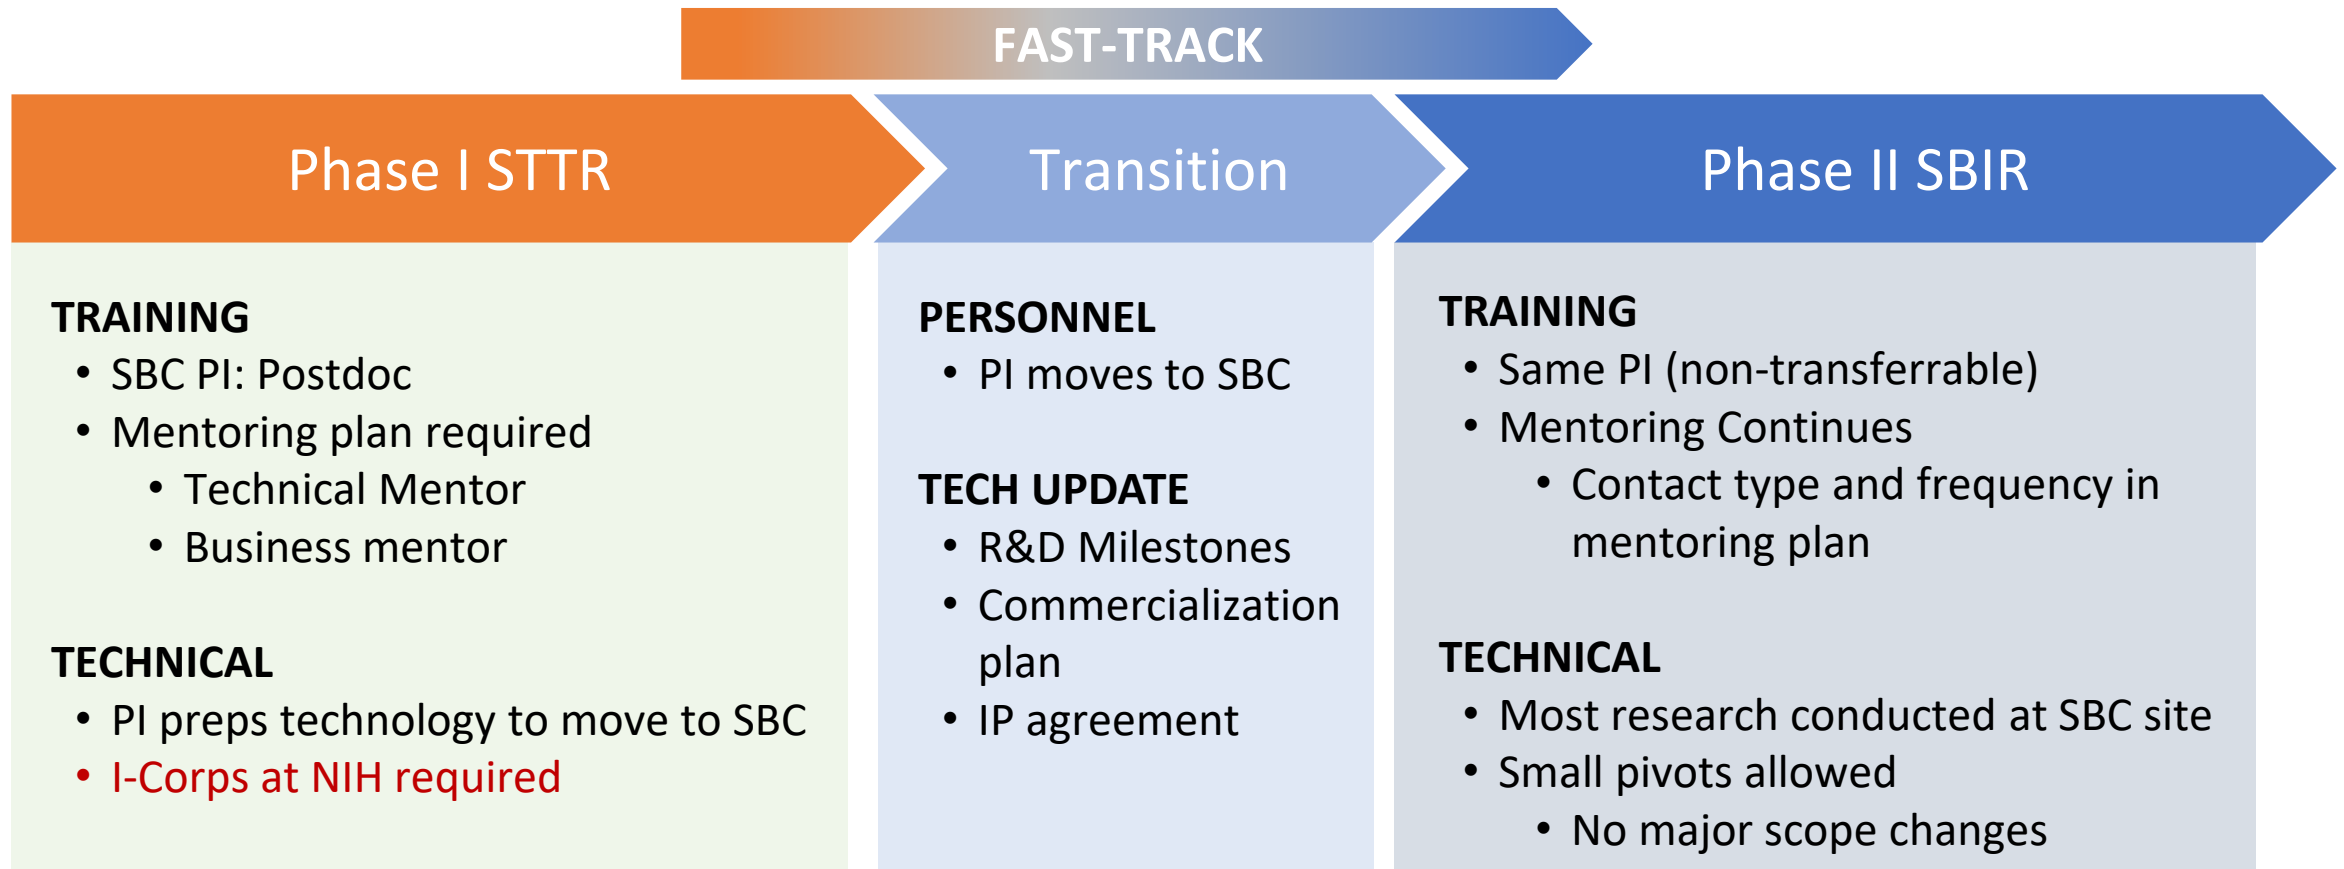 FAST-TRACK
Phase I STTR
Transition
Phase II SBIR
TRAINING
• SBC PI: Postdoc
• Mentoring plan required
• Technical Mentor
• Business mentor
TECHNICAL
• PI preps technology to move to SBC
• I-Corps at NIH required
PERSONNEL
• PI moves to SBC
TECH UPDATE
• R&D Milestones
• Commercialization
plan
• IP agreement
TRAINING
• Same PI (non-transferrable)
• Mentoring Continues
• Contact type and frequency in
mentoring plan
TECHNICAL
• Most research conducted at SBC site
• Small pivots allowed
• No major scope changes